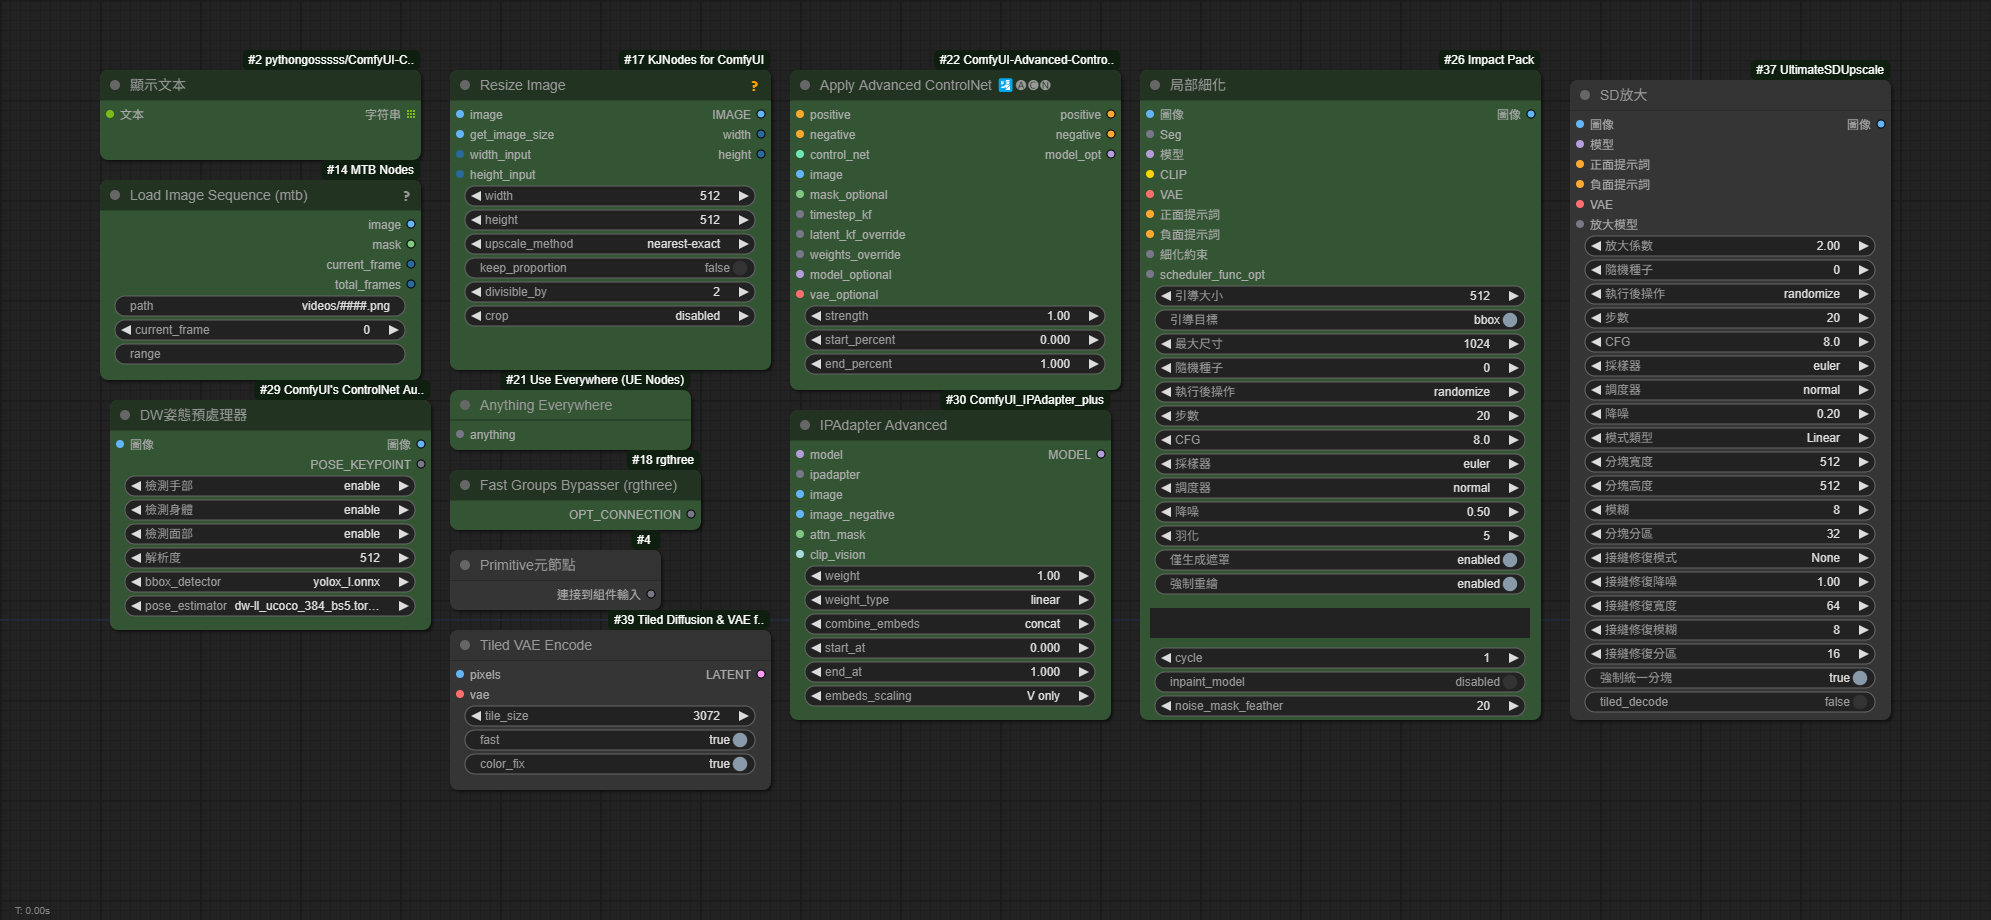 #2 pythongosssss/ComfyUI-C..
顯示文本
文本
字符串
#14 MTB Nodes
Load Image Sequence (mtb)
?
image
mask
current_frame
total_frames
path videos/####.png
current_frame 0
range
#29 ComfyUI's ControlNet Au..
DW姿態預處理器
圖像 圖像
POSE_KEYPOINT
檢測手部 enable
檢測身體 enable
檢測面部 enable
解析度 512
bbox_detector yolox_l.onnx
pose_estimator dw-ll_ucoco_384_bs5.tor...
#17 KJNodes for ComfyUI
Resize Image ?
image IMAGE
get_image_size width
width_input height
height_input
width 512
height 512
upscale_method nearest-exact
keep_proportion false
divisible_by 2
crop disabled
#21 Use Everywhere (UE Nodes)
Anything Everywhere
anything
#18 rgthree
Fast Groups Bypasser (rgthree)
OPT_CONNECTION
#4
Primitive元節點
連接到組件輸入
#39 Tiled Diffusion & VAE f..
Tiled VAE Encode
pixels LATENT
vae
tile_size 3072
fast true
color_fix true
#22 ComfyUI-Advanced-Contro..
Apply Advanced ControlNet 🛂🅐🅒🅝
positive positive
negative negative
control_net model_opt
image
mask_optional
timestep_kf
latent_kf_override
weights_override
model_optional
vae_optional
strength 1.00
start_percent 0.000
end_percent 1.000
#30 ComfyUI_IPAdapter_plus
IPAdapter Advanced
model MODEL
ipadapter
image
image_negative
attn_mask
clip_vision
weight 1.00
weight_type linear
combine_embeds concat
start_at 0.000
end_at 1.000
embeds_scaling V only
#26 Impact Pack
局部細化
圖像 圖像
Seg
模型
CLIP
VAE
正面提示詞
負面提示詞
細化約束
scheduler_func_opt
引導大小 512
引導目標 bbox
最大尺寸 1024
隨機種子 0
執行後操作 randomize
步數 20
CFG 8.0
採樣器 euler
調度器 normal
降噪 0.50
羽化 5
僅生成遮罩 enabled
強制重繪 enabled
cycle 1
inpaint_model disabled
noise_mask_feather 20
#37 UltimateSDUpscale
SD放大
圖像 圖像
模型
正面提示詞
負面提示詞
VAE
放大模型
放大係數 2.00
隨機種子 0
執行後操作 randomize
步數 20
CFG 8.0
採樣器 euler
調度器 normal
降噪 0.20
模式類型 Linear
分塊寬度 512
分塊高度 512
模糊 8
分塊分區 32
接縫修復模式 None
接縫修復降噪 1.00
接縫修復寬度 64
接縫修復模糊 8
接縫修復分區 16
強制統一分塊 true
tiled_decode false
T: 0.00s